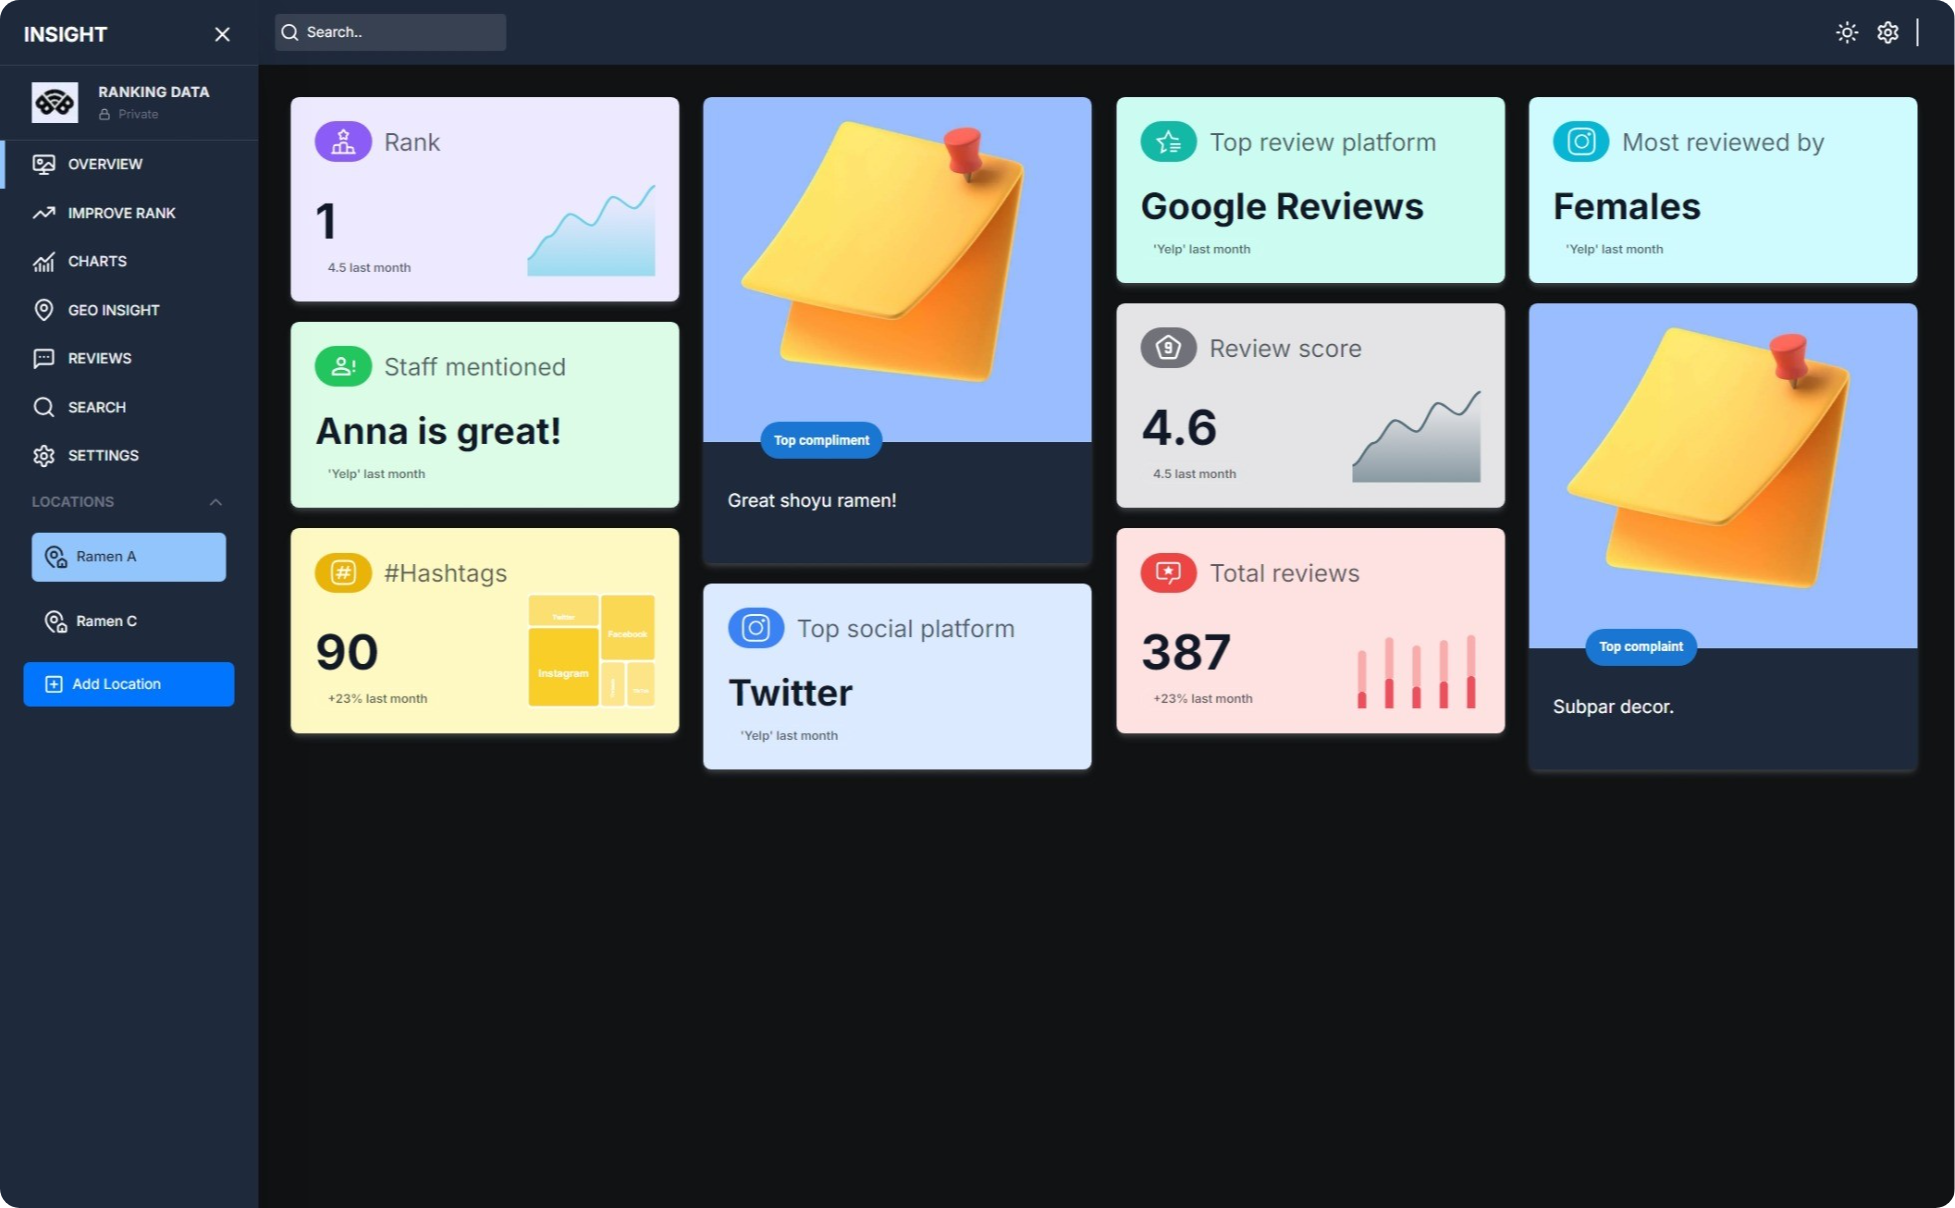 INSIGHT
Search..
RANKING DATA
Private
OVERVIEW
IMPROVE RANK
CHARTS
GEO INSIGHT
REVIEWS
SEARCH
SETTINGS
LOCATIONS
Ramen A
Ramen C
Add Location
Rank
1
4.5 last month
Staff mentioned
Anna is great!
'Yelp' last month
#Hashtags
90
+23% last month
Twitter
Facebook
Instagram
Top compliment
Great shoyu ramen!
Top social platform
Twitter
'Yelp' last month
Top review platform
Google Reviews
'Yelp' last month
9
Review score
4.6
4.5 last month
Total reviews
387
+23% last month
Most reviewed by
Females
'Yelp' last month
Top complaint
Subpar decor.